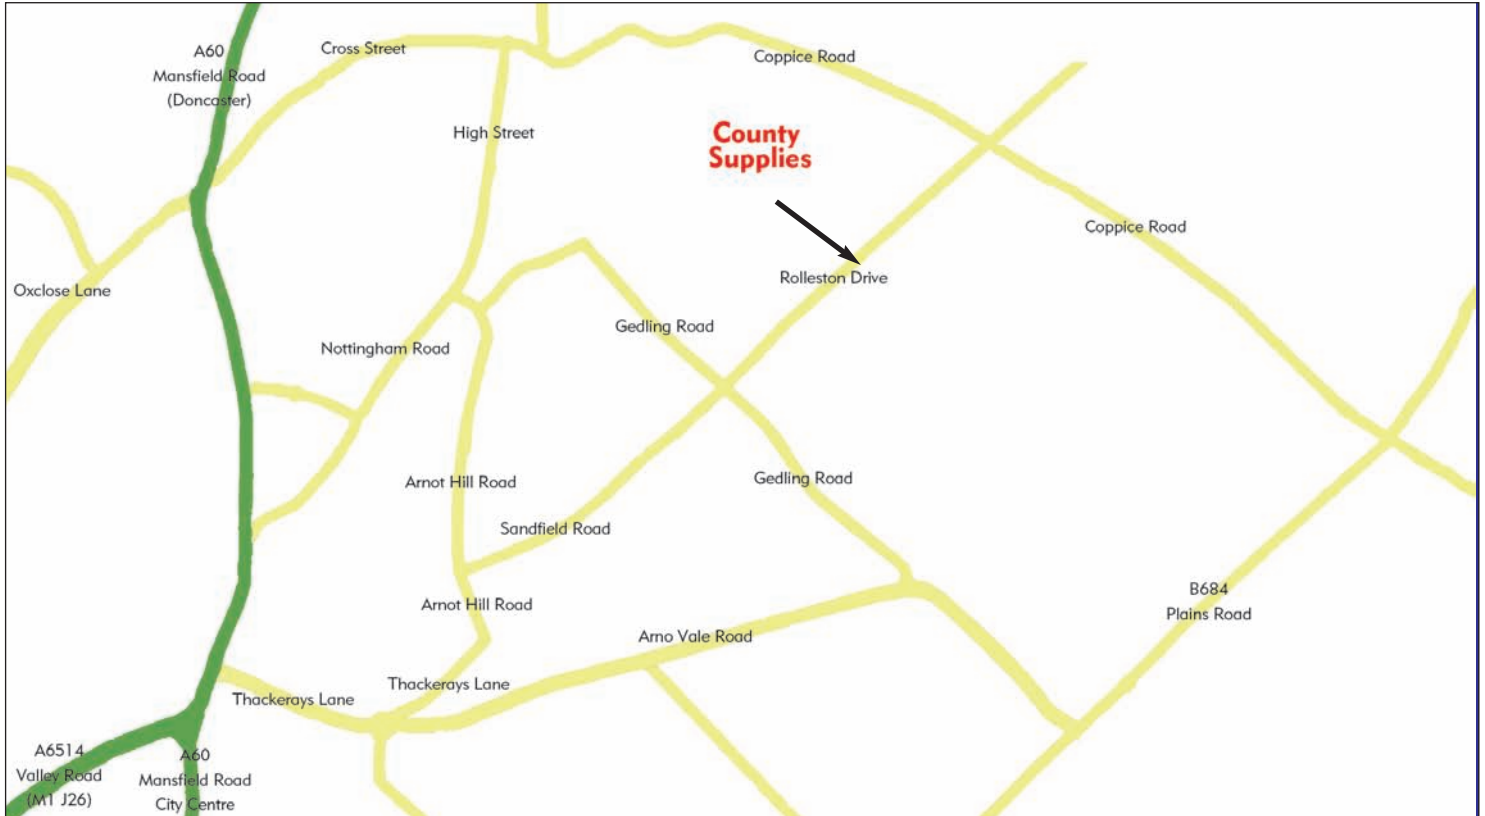 A60
Mansfield Road
(Doncaster)
Cross Street
Coppice Road
High Street
County
Supplies
Coppice Road
Rolleston Drive
Oxclose Lane
Gedling Road
Nottingham Road
Arnot Hill Road
Gedling Road
Sandfield Road
Arnot Hill Road
B684
Plains Road
Arno Vale Road
Thackerays Lane
Thackerays Lane
A6514
Valley Road
(M1 J26)
A60
Mansfield Road
City Centre